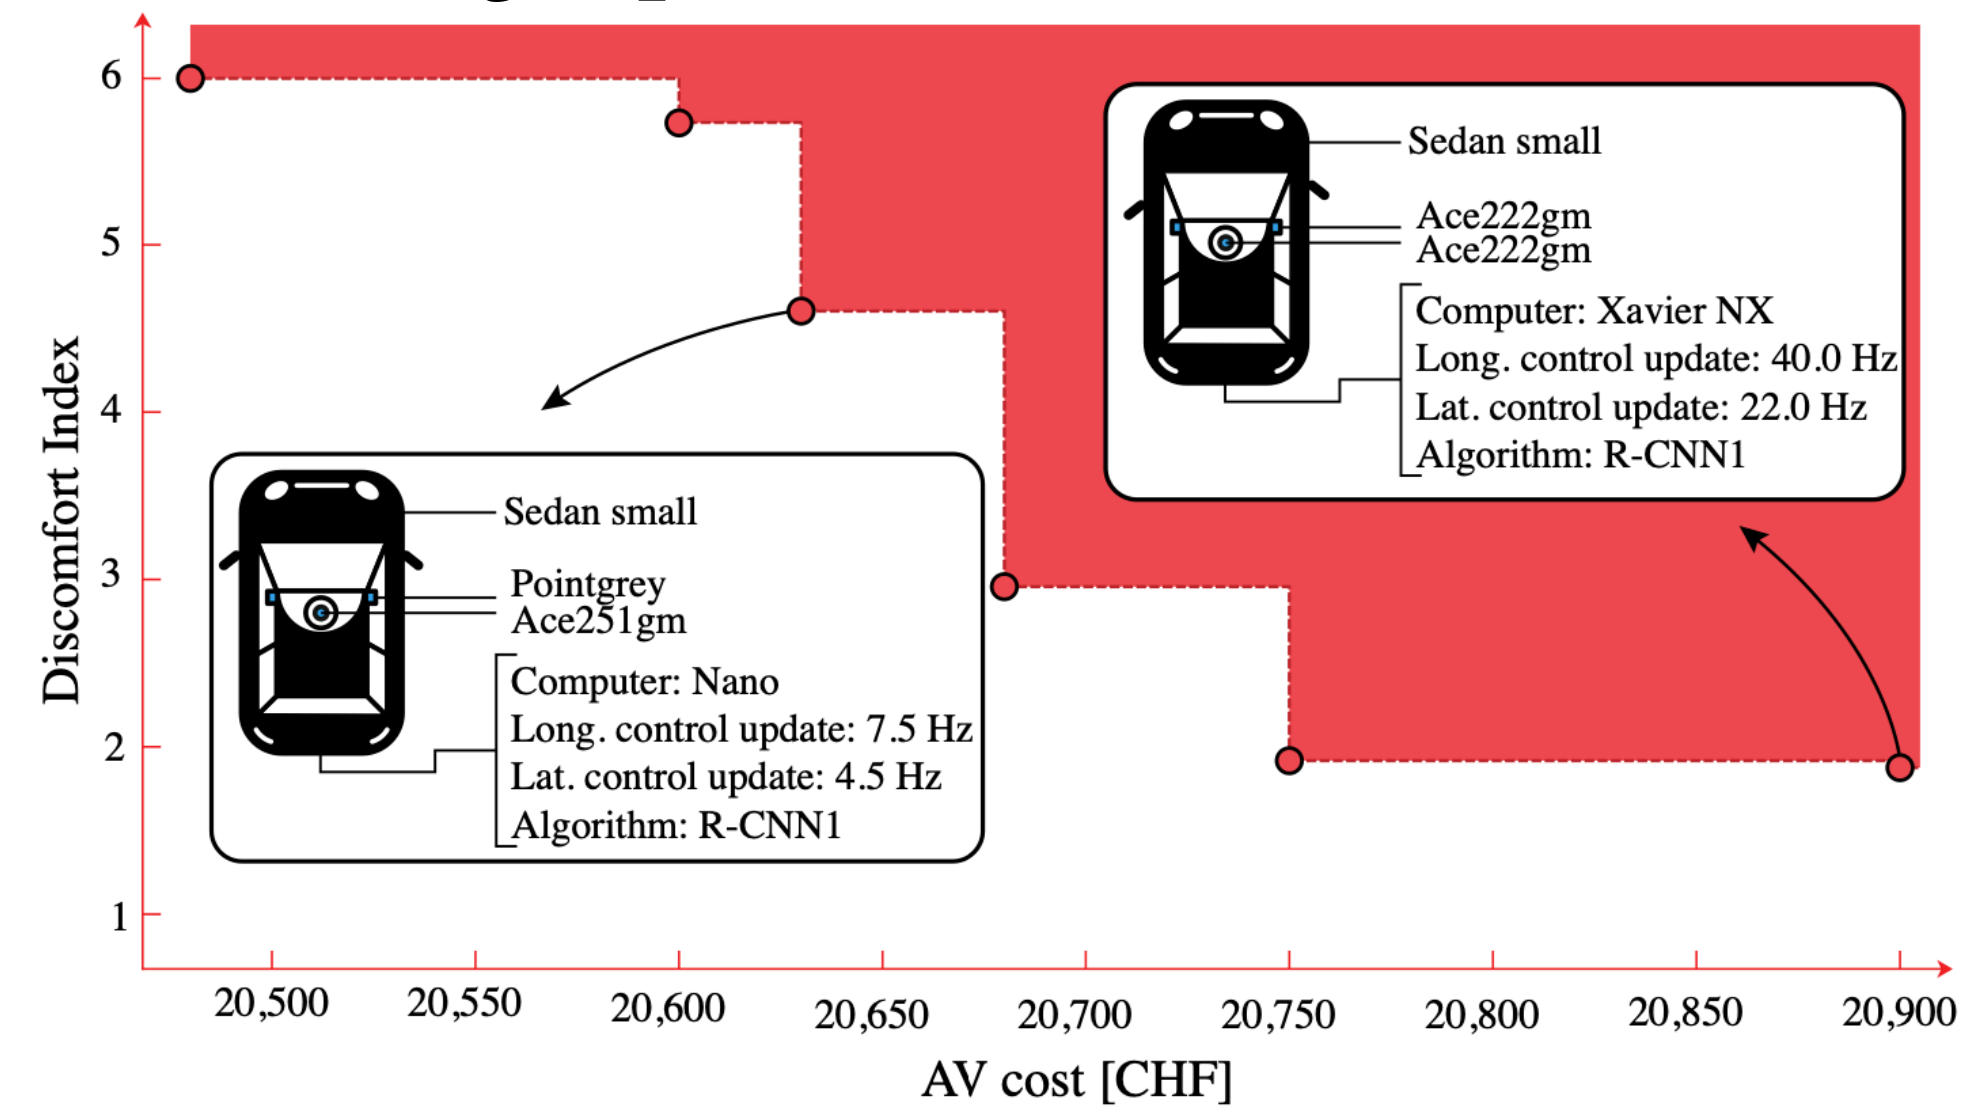 6
5
4
3
2
1
Discomfort Index
Sedan small
Ace222gm
Ace222gm
Computer: Xavier NX
Long. control update: 40.0 Hz
Lat. control update: 22.0 Hz
Algorithm: R-CNN1
Sedan small
Pointgrey
Ace251gm
Computer: Nano
Long. control update: 7.5 Hz
Lat. control update: 4.5 Hz
Algorithm: R-CNN1
20,500 20,550 20,600 20,650 20,700 20,750 20,800 20,850 20,900
AV cost [CHF]